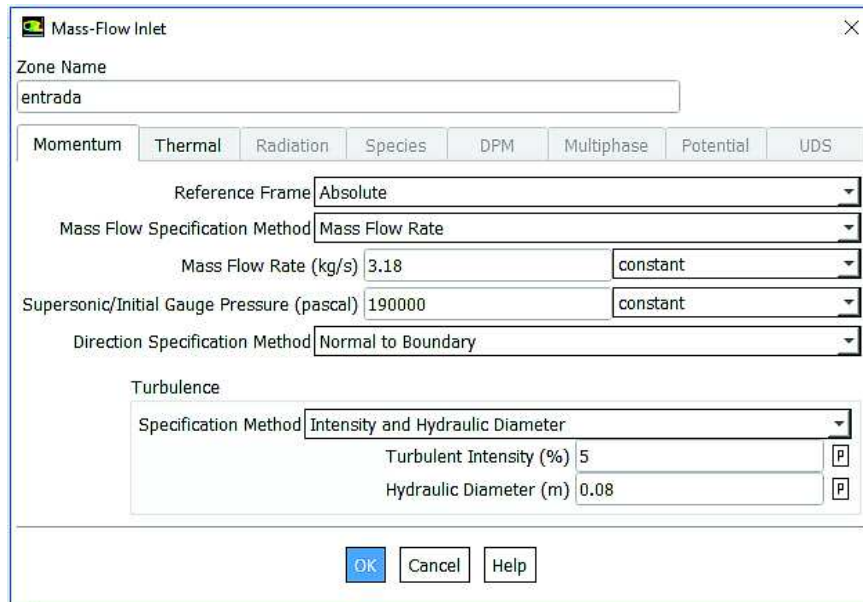 Mass-Flow Inlet
Zone Name
entrada
Momentum Thermal Radiation Species DPM Multiphase Potential UDS
Reference Frame Absolute
Mass Flow Specification Method Mass Flow Rate
Mass Flow Rate (kg/s) 3.18 constant
Supersonic/Initial Gauge Pressure (pascal) 190000 constant
Direction Specification Method Normal to Boundary
Turbulence
Specification Method Intensity and Hydraulic Diameter
Turbulent Intensity (%) 5 P
Hydraulic Diameter (m) 0.08 P
OK Cancel Help